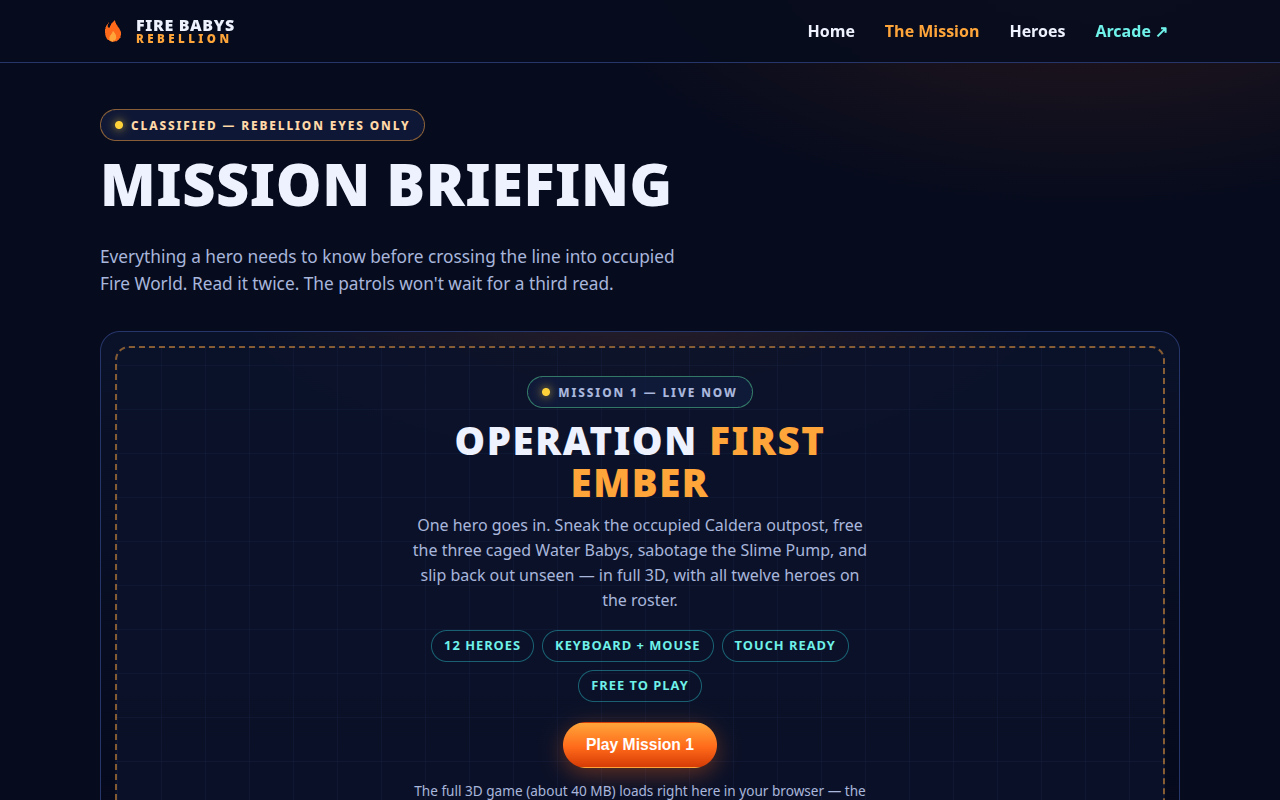 FIRE BABYS
REBELLION
Home The Mission Heroes Arcade ↗
CLASSIFIED — REBELLION EYES ONLY
MISSION BRIEFING
Everything a hero needs to know before crossing the line into occupied
Fire World. Read it twice. The patrols won't wait for a third read.
MISSION 1 — LIVE NOW
OPERATION FIRST
EMBER
One hero goes in. Sneak the occupied Caldera outpost, free
the three caged Water Babys, sabotage the Slime Pump, and
slip back out unseen — in full 3D, with all twelve heroes on
the roster.
12 HEROES KEYBOARD + MOUSE TOUCH READY
FREE TO PLAY
Play Mission 1
The full 3D game (about 40 MB) loads right here in your browser — the